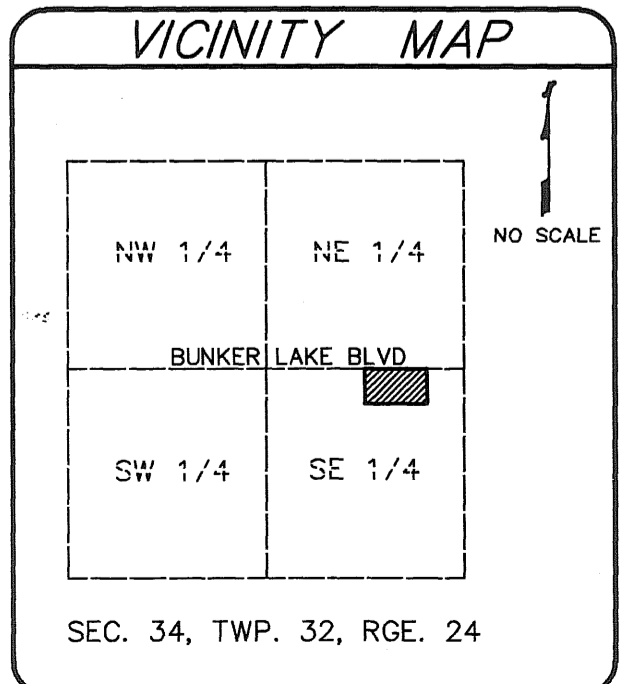 VICINITY MAP
NO SCALE
NW 1/4 NE 1/4
BUNKER LAKE BLVD
SW 1/4 SE 1/4
SEC. 34, TWP. 32, RGE. 24